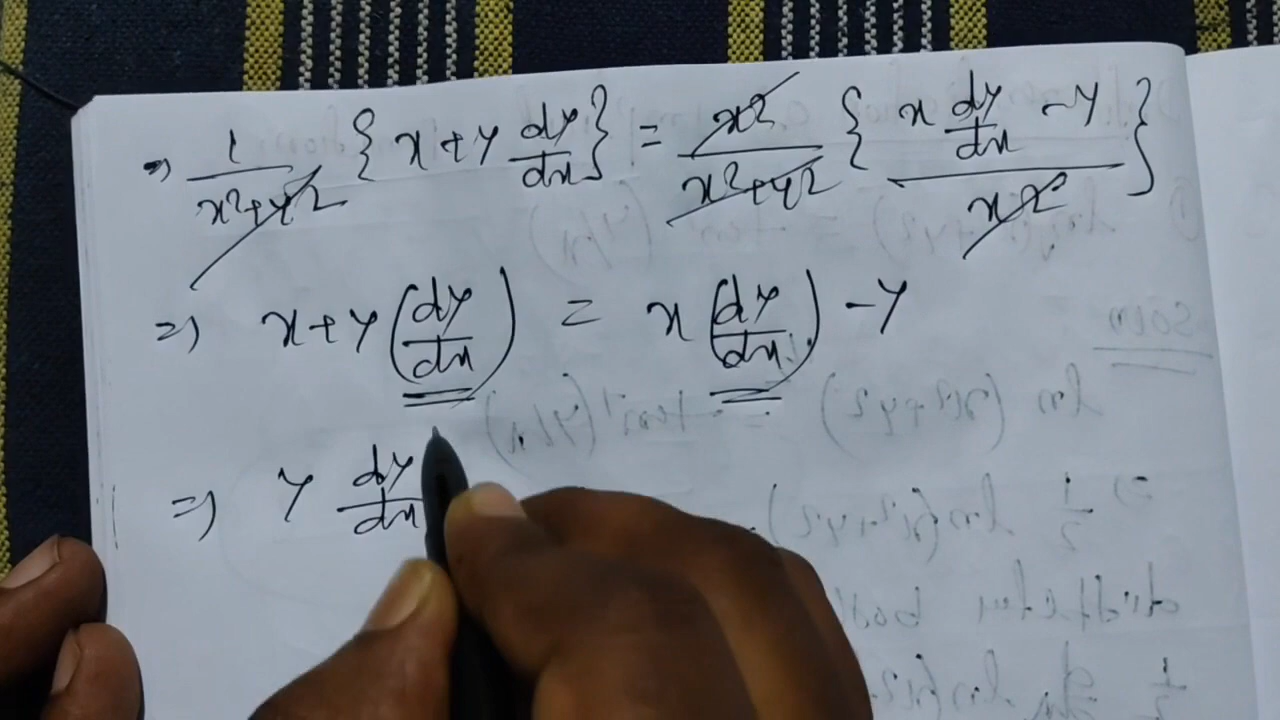 ⇒ 1/(x²+y²) { x + y dy/dx } = x²/(x²+y²) { (x dy/dx − y)/x² }
⇒ x + y (dy/dx) = x (dy/dx) − y
⇒ y dy/dx